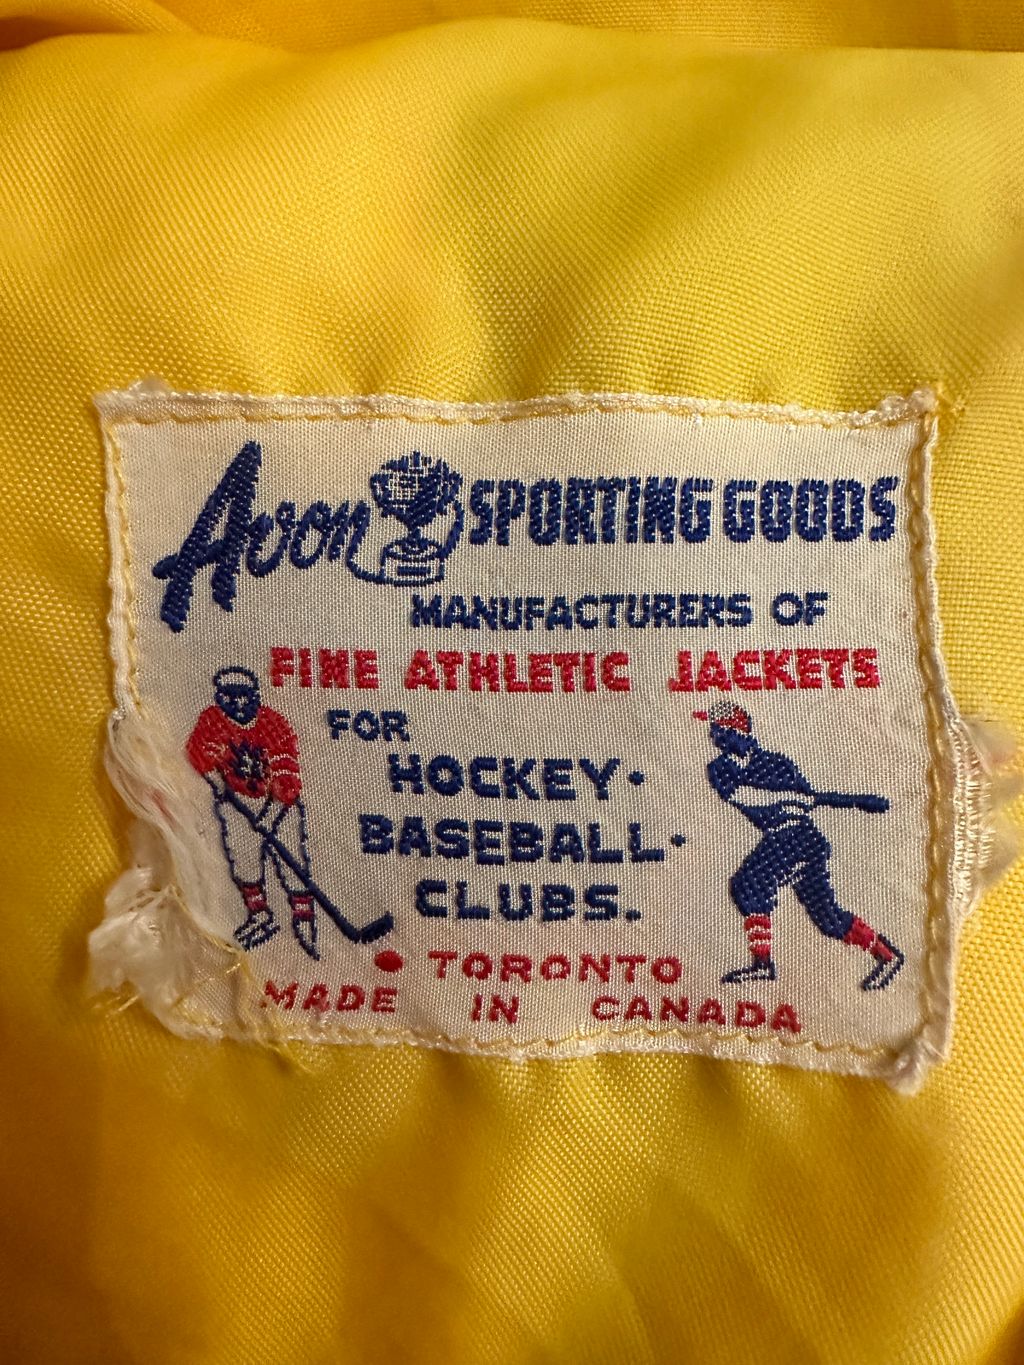 Avon SPORTING GOODS
MANUFACTURERS OF
FINE ATHLETIC JACKETS
FOR
HOCKEY·
BASEBALL·
CLUBS.
• TORONTO
MADE IN CANADA